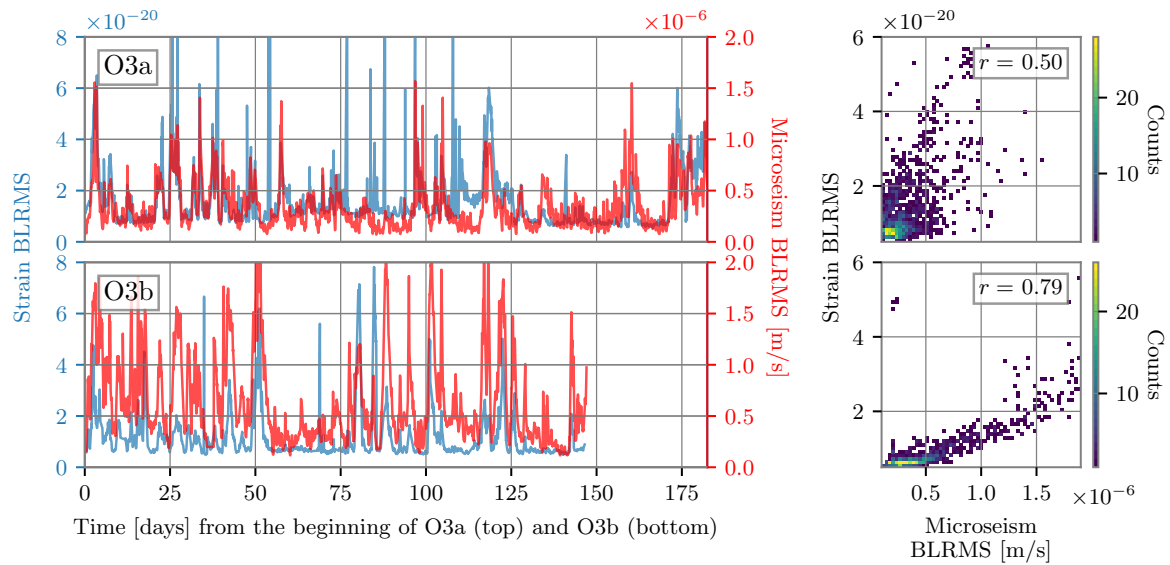 ×10−20
×10−6
×10−20
8
6
4
2
0
Strain BLRMS
O3a
2.0
1.5
1.0
0.5
0.0
Microseism BLRMS [m/s]
6
4
2
Strain BLRMS
r = 0.50
20
10
Counts
8
6
4
2
0
O3b
2.0
1.5
1.0
0.5
0.0
6
4
2
r = 0.79
20
10
Counts
0 25 50 75 100 125 150 175
Time [days] from the beginning of O3a (top) and O3b (bottom)
0.5 1.0 1.5
×10−6
Microseism
BLRMS [m/s]